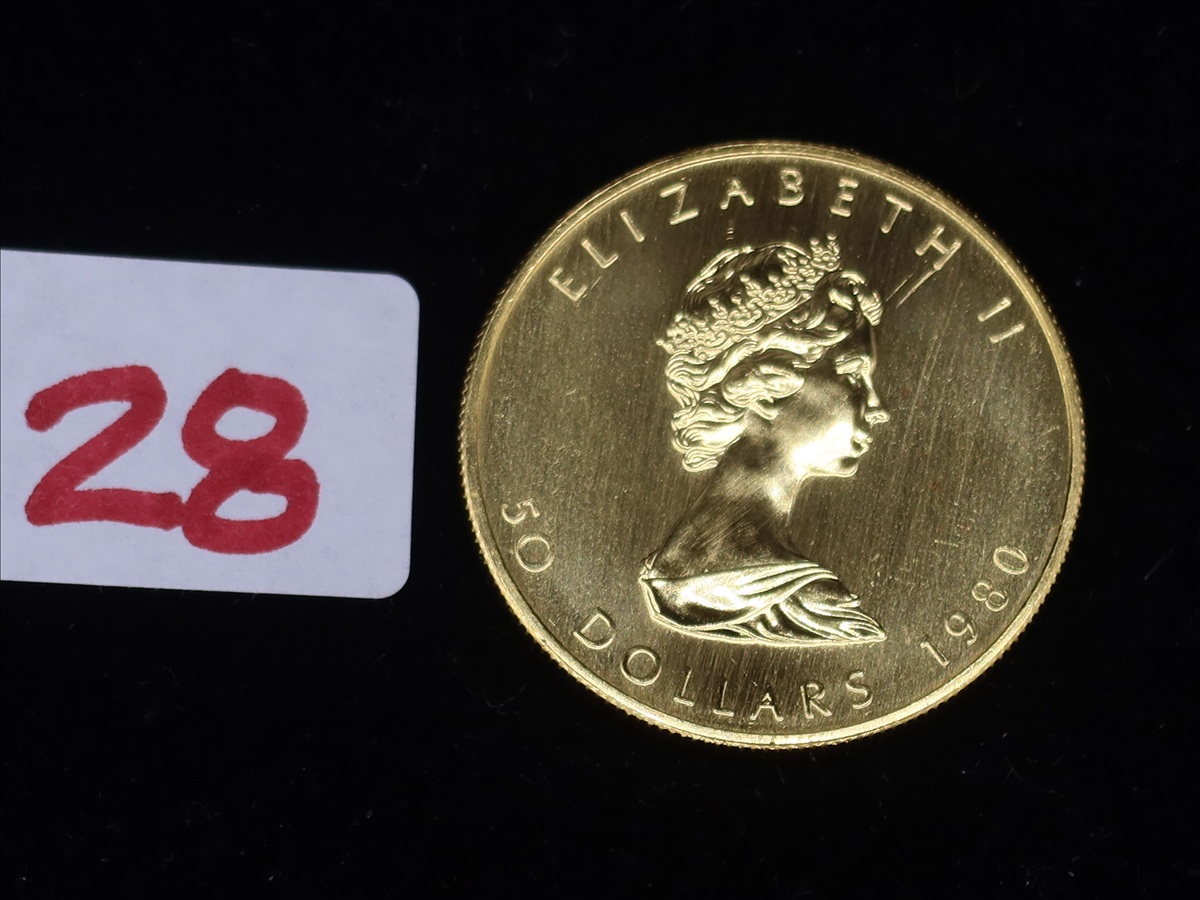 28
ELIZABETH II
50 DOLLARS 1980